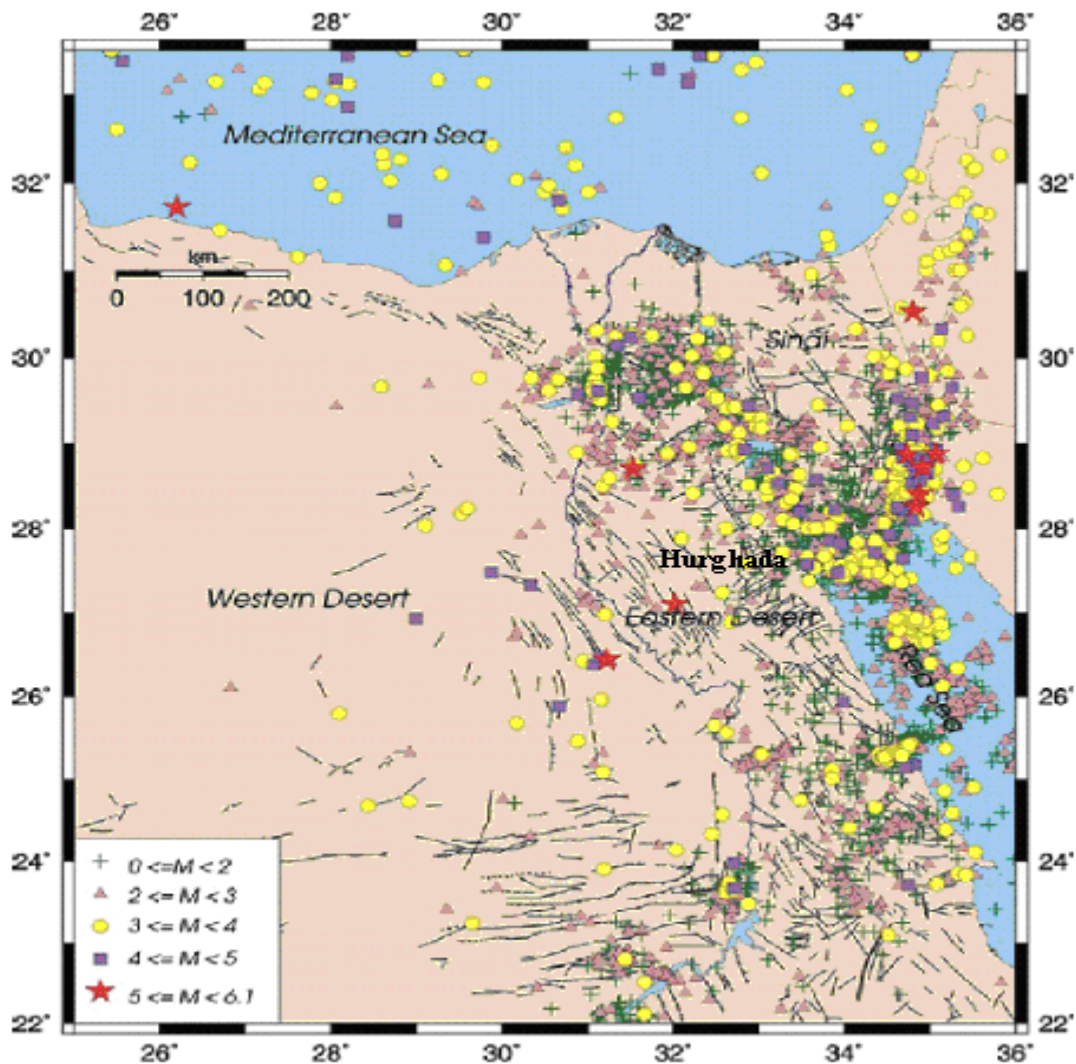 26° 28° 30° 32° 34° 36°
Mediterranean Sea
32° 32°
km
0 100 200
30° Sinai 30°
28° 28°
Hurghada
Western Desert
Eastern Desert
26° 26°
Red Sea
24° 24°
0 <=M < 2
2 <= M < 3
3 <= M < 4
4 <= M < 5
5 <= M < 6.1
22° 22°
26° 28° 30° 32° 34° 36°